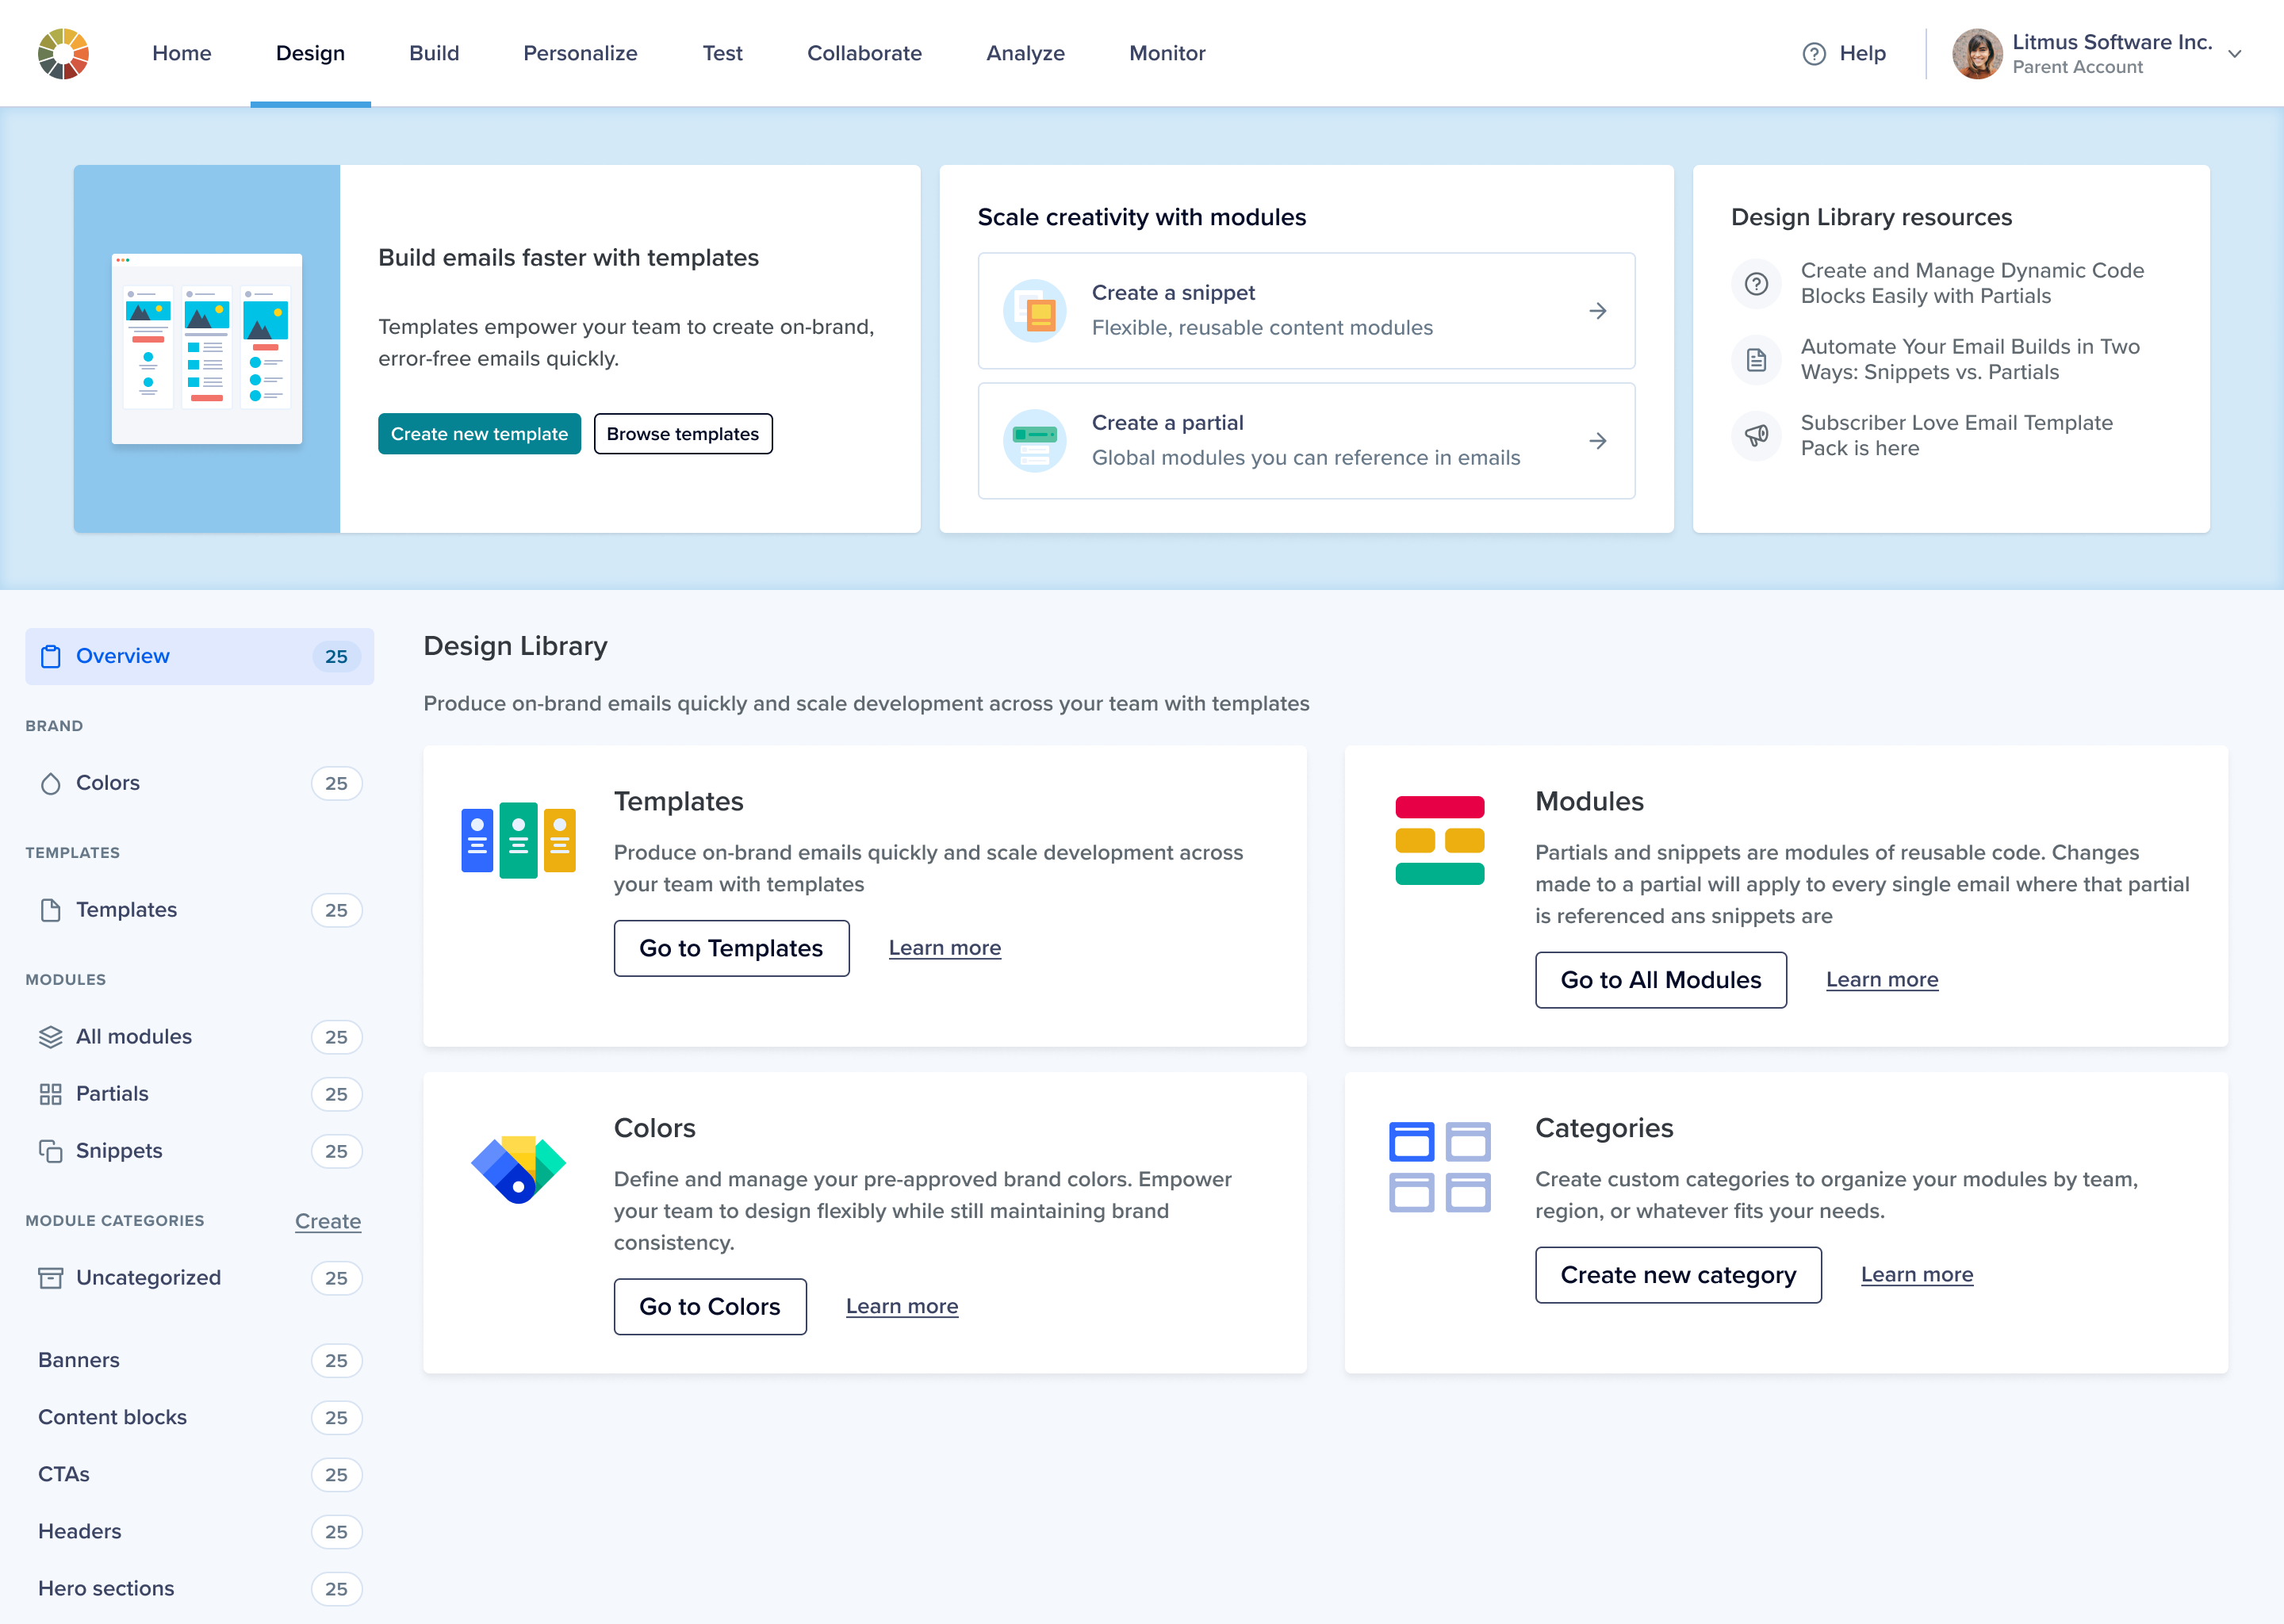 Home
Design
Build
Personalize
Test
Collaborate
Analyze
Monitor
Help
Litmus Software Inc.
Parent Account
Build emails faster with templates
Templates empower your team to create on-brand,
error-free emails quickly.
Create new template
Browse templates
Scale creativity with modules
Create a snippet
Flexible, reusable content modules
Create a partial
Global modules you can reference in emails
Design Library resources
Create and Manage Dynamic Code
Blocks Easily with Partials
Automate Your Email Builds in Two
Ways: Snippets vs. Partials
Subscriber Love Email Template
Pack is here
Overview 25
BRAND
Colors 25
TEMPLATES
Templates 25
MODULES
All modules 25
Partials 25
Snippets 25
MODULE CATEGORIES Create
Uncategorized 25
Banners 25
Content blocks 25
CTAs 25
Headers 25
Hero sections 25
Design Library
Produce on-brand emails quickly and scale development across your team with templates
Templates
Produce on-brand emails quickly and scale development across
your team with templates
Go to Templates Learn more
Modules
Partials and snippets are modules of reusable code. Changes
made to a partial will apply to every single email where that partial
is referenced ans snippets are
Go to All Modules Learn more
Colors
Define and manage your pre-approved brand colors. Empower
your team to design flexibly while still maintaining brand
consistency.
Go to Colors Learn more
Categories
Create custom categories to organize your modules by team,
region, or whatever fits your needs.
Create new category Learn more